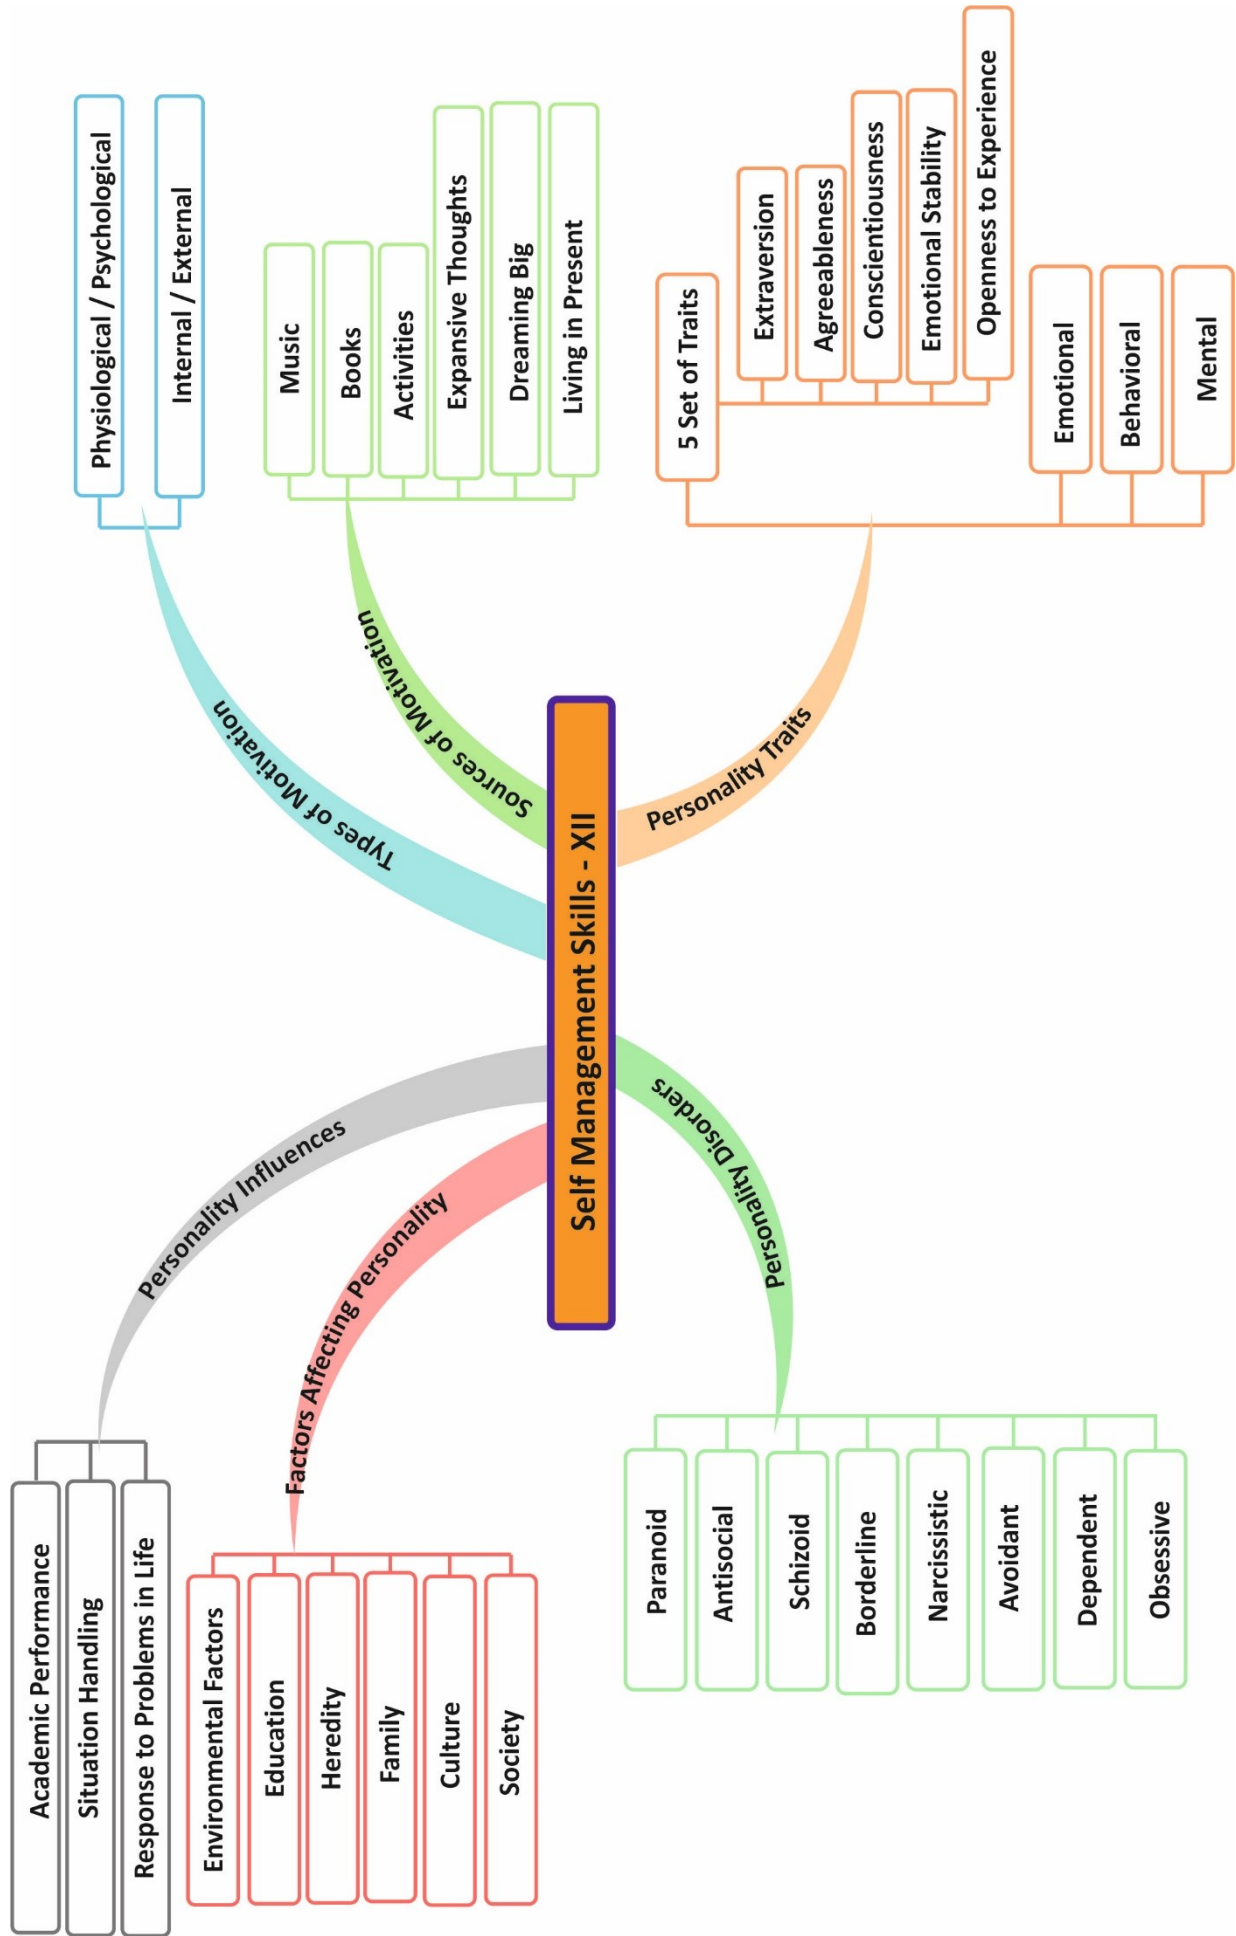 Self Management Skills - XII
Types of Motivation
Physiological / Psychological
Internal / External
Sources of Motivation
Music
Books
Activities
Expansive Thoughts
Dreaming Big
Living in Present
Personality Traits
5 Set of Traits
Extraversion
Agreeableness
Conscientiousness
Emotional Stability
Openness to Experience
Emotional
Behavioral
Mental
Personality Influences
Academic Performance
Situation Handling
Response to Problems in Life
Factors Affecting Personality
Environmental Factors
Education
Heredity
Family
Culture
Society
Personality Disorders
Paranoid
Antisocial
Schizoid
Borderline
Narcissistic
Avoidant
Dependent
Obsessive